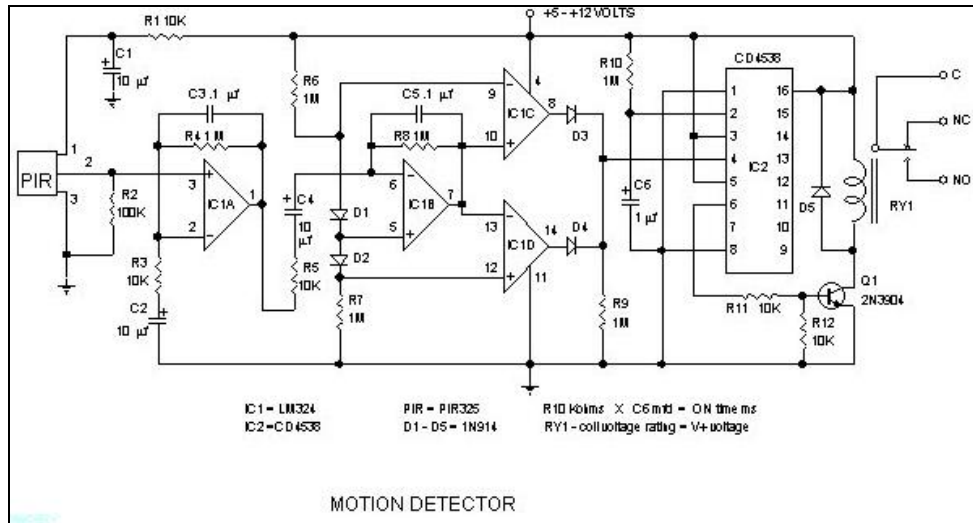 +5 - +12 VOLTS
R1 10K
C1
+
10 µf
C3 .1 µf
R4 1M
R6
1M
C5 .1 µf
R8 1M
4
9
10
-
+
IC1C
8
D3
R10
1M
CD4538
1
2
3
4
5
6
7
8
IC2
16
15
14
13
12
11
10
9
C
NC
NO
RY1
D5
PIR
1
2
3
R2
100K
3
2
+
-
IC1A
1
C4
+
10
µf
R5
10K
D1
D2
6
5
-
+
IC1B
7
13
12
-
+
IC1D
14
11
D4
C6
+
1 µf
R3
10K
C2
+
10 µf
R7
1M
R9
1M
R11 10K
R12
10K
Q1
2N3904
IC1 = LM324
IC2=CD4538
PIR = PIR325
D1 - D5 = 1N914
R10 Kohms X C6 mfd = ON time ms
RY1 - coil voltage rating = V+ voltage
MOTION DETECTOR